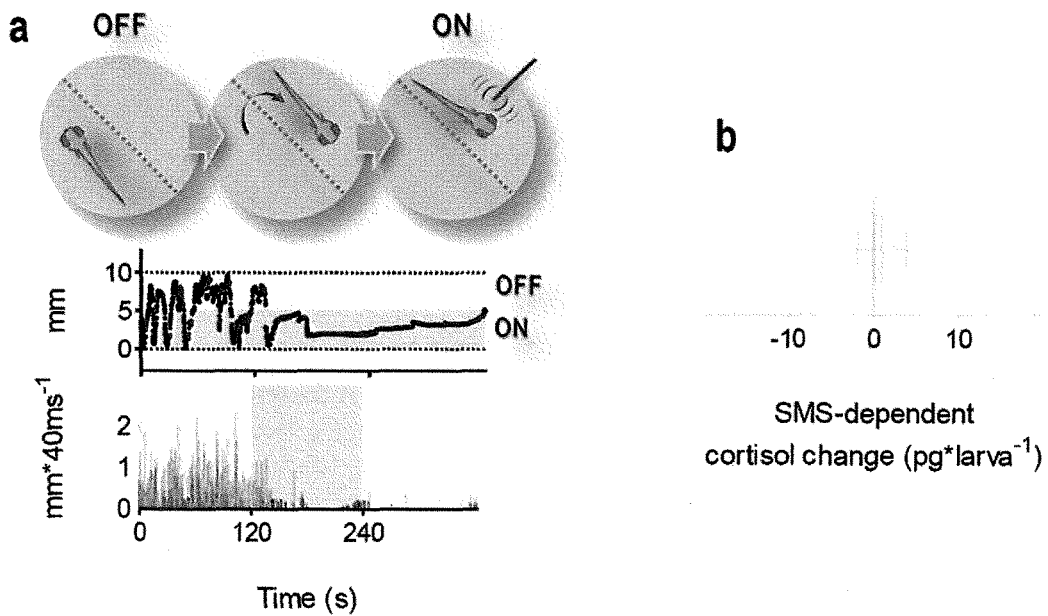 a
OFF
ON
10
5
0
mm
OFF
ON
2
1
0
mm*40ms-1
0
120
240
Time (s)
b
-10
0
10
SMS-dependent
cortisol change (pg*larva-1)